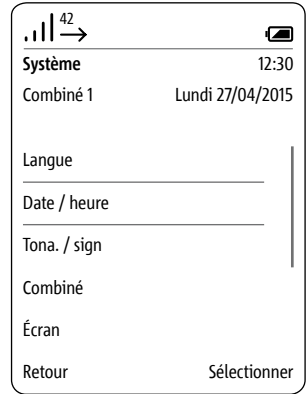 42
Système 12:30
Combiné 1 Lundi 27/04/2015
Langue
Date / heure
Tona. / sign
Combiné
Écran
Retour Sélectionner